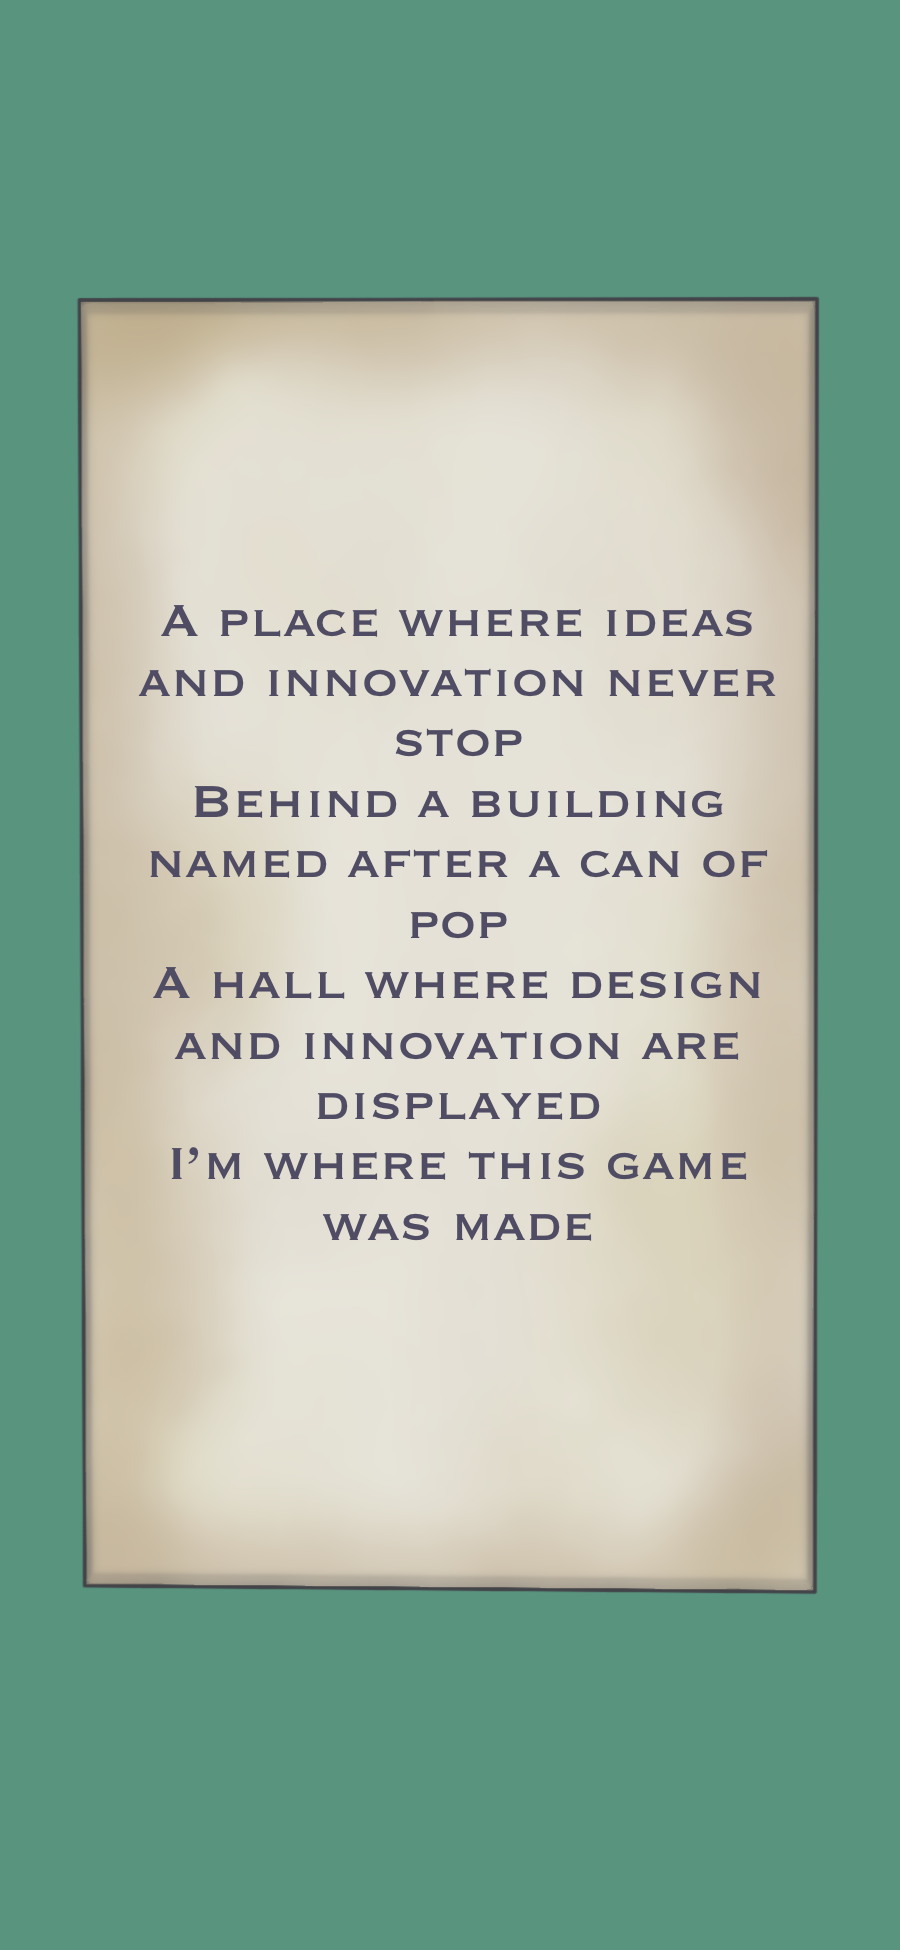 A PLACE WHERE IDEAS
AND INNOVATION NEVER
STOP
BEHIND A BUILDING
NAMED AFTER A CAN OF
POP
A HALL WHERE DESIGN
AND INNOVATION ARE
DISPLAYED
I'M WHERE THIS GAME
WAS MADE